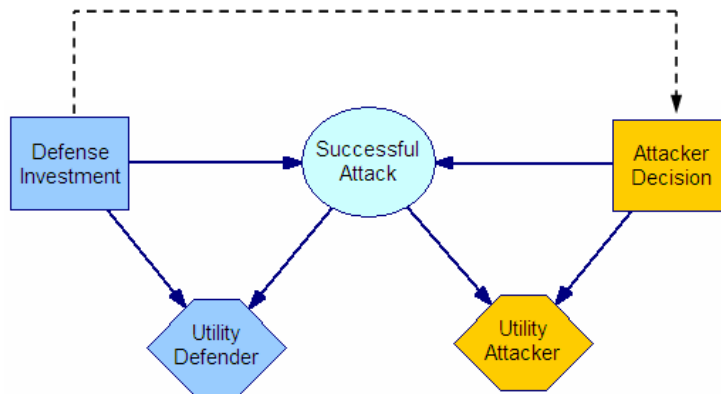 Defense
Investment
Successful
Attack
Attacker
Decision
Utility
Defender
Utility
Attacker